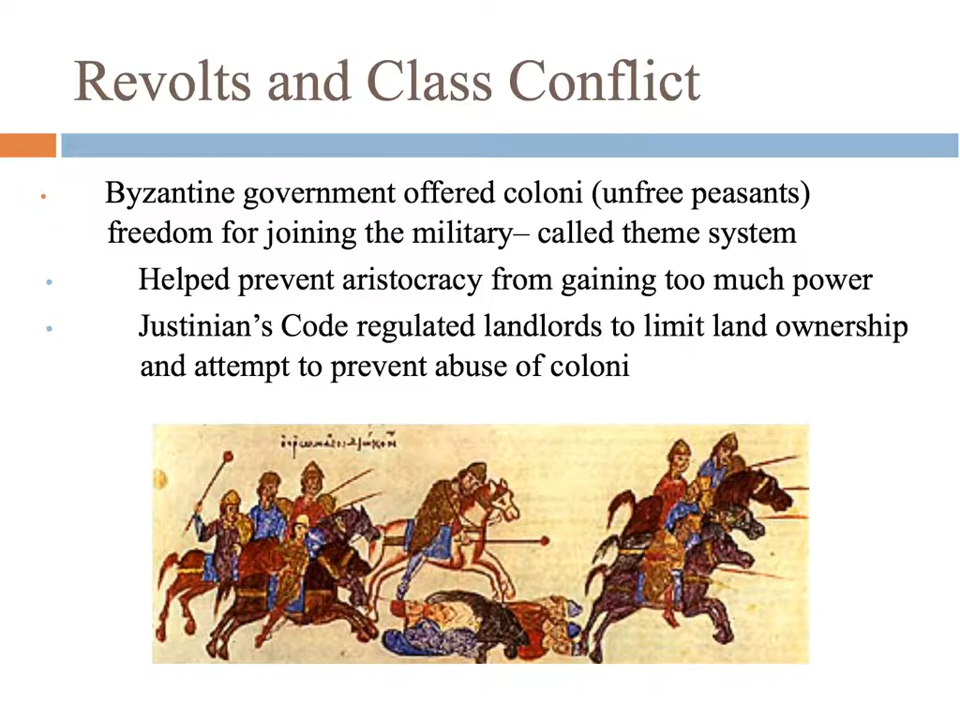 Revolts and Class Conflict
• Byzantine government offered coloni (unfree peasants)
freedom for joining the military– called theme system
• Helped prevent aristocracy from gaining too much power
• Justinian’s Code regulated landlords to limit land ownership
and attempt to prevent abuse of coloni